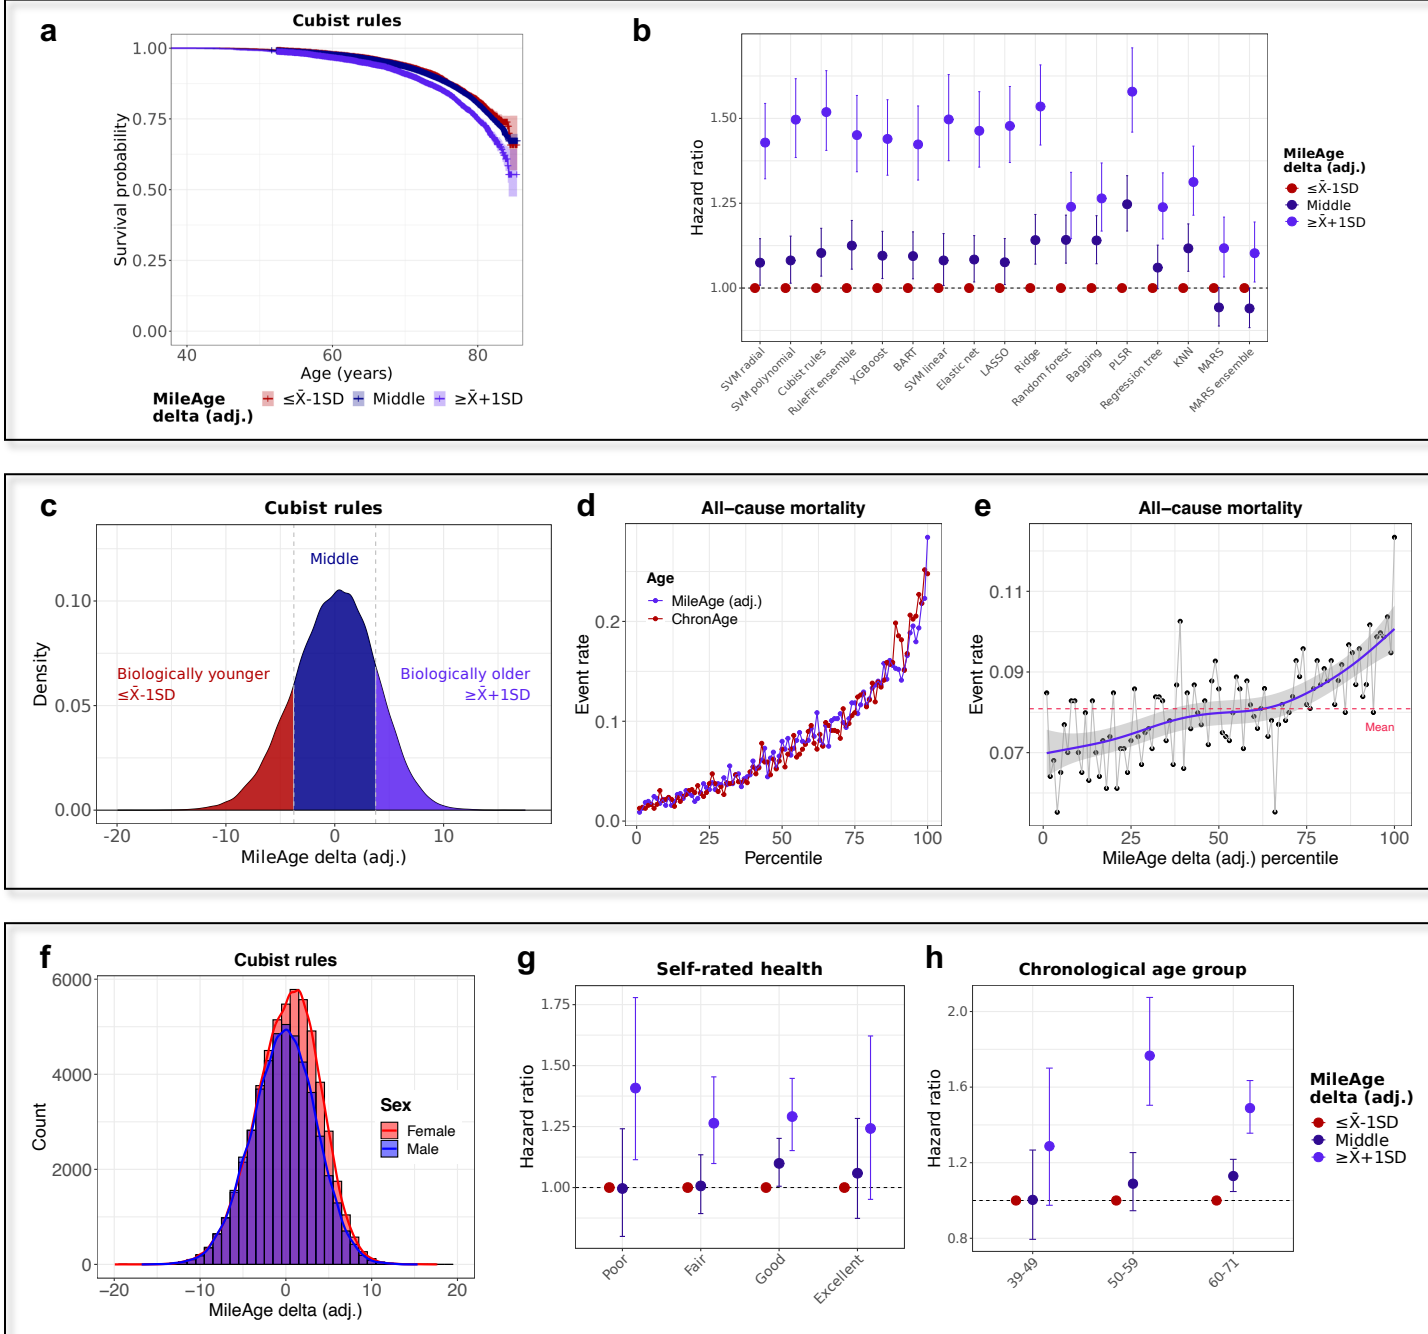 a
Cubist rules
1.00
0.75
0.50
0.25
0.00
Survival probability
40
60
80
Age (years)
MileAge
delta (adj.)
≤X̄-1SD
Middle
≥X̄+1SD
b
1.50
1.25
1.00
Hazard ratio
SVM radial
SVM polynomial
Cubist rules
RuleFit ensemble
XGBoost
BART
SVM linear
Elastic net
LASSO
Ridge
Random forest
Bagging
PLSR
Regression tree
KNN
MARS
MARS ensemble
MileAge
delta (adj.)
≤X̄-1SD
Middle
≥X̄+1SD
c
Cubist rules
Middle
Biologically younger
≤X̄-1SD
Biologically older
≥X̄+1SD
0.10
0.05
0.00
Density
-20
-10
0
10
MileAge delta (adj.)
d
All−cause mortality
Age
MileAge (adj.)
ChronAge
0.2
0.1
0.0
Event rate
0
25
50
75
100
Percentile
e
All−cause mortality
0.11
0.09
0.07
Event rate
Mean
0
25
50
75
100
MileAge delta (adj.) percentile
f
Cubist rules
6000
4000
2000
0
Count
Sex
Female
Male
−20
−10
0
10
20
MileAge delta (adj.)
g
Self-rated health
1.75
1.50
1.25
1.00
Hazard ratio
Poor
Fair
Good
Excellent
h
Chronological age group
2.0
1.6
1.2
0.8
Hazard ratio
39-49
50-59
60-71
MileAge
delta (adj.)
≤X̄-1SD
Middle
≥X̄+1SD